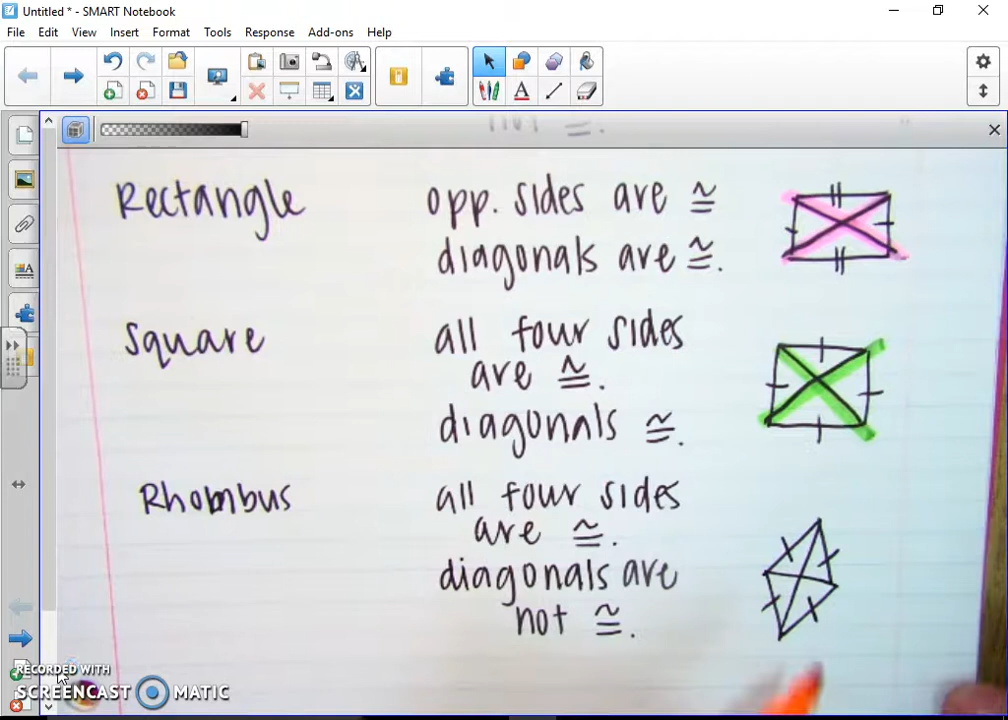 Untitled * - SMART Notebook
File Edit View Insert Format Tools Response Add-ons Help
not ≅.
Rectangle opp. sides are ≅
diagonals are ≅.
Square all four sides
are ≅.
diagonals ≅.
Rhombus all four sides
are ≅.
diagonals are
not ≅.
RECORDED WITH
SCREENCAST MATIC